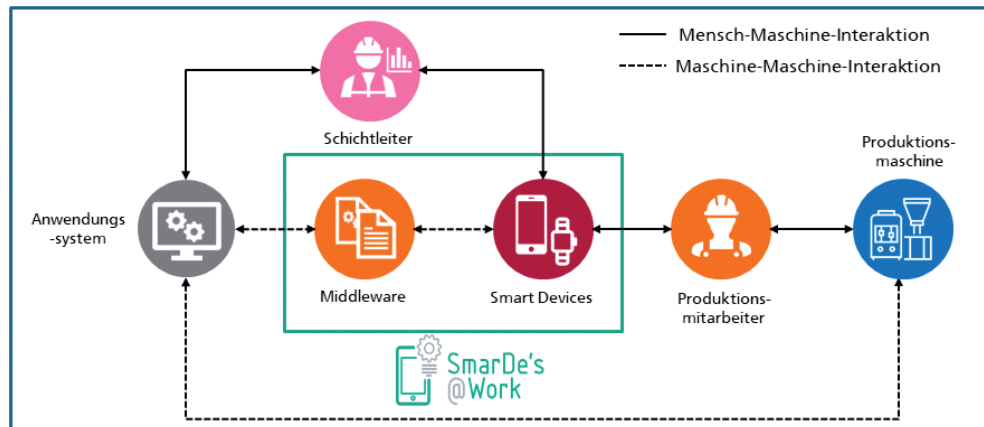 Mensch-Maschine-Interaktion
Maschine-Maschine-Interaktion
Schichtleiter
Produktions-
maschine
Anwendungs
-system
Middleware
Smart Devices
Produktions-
mitarbeiter
SmarDe's
@Work